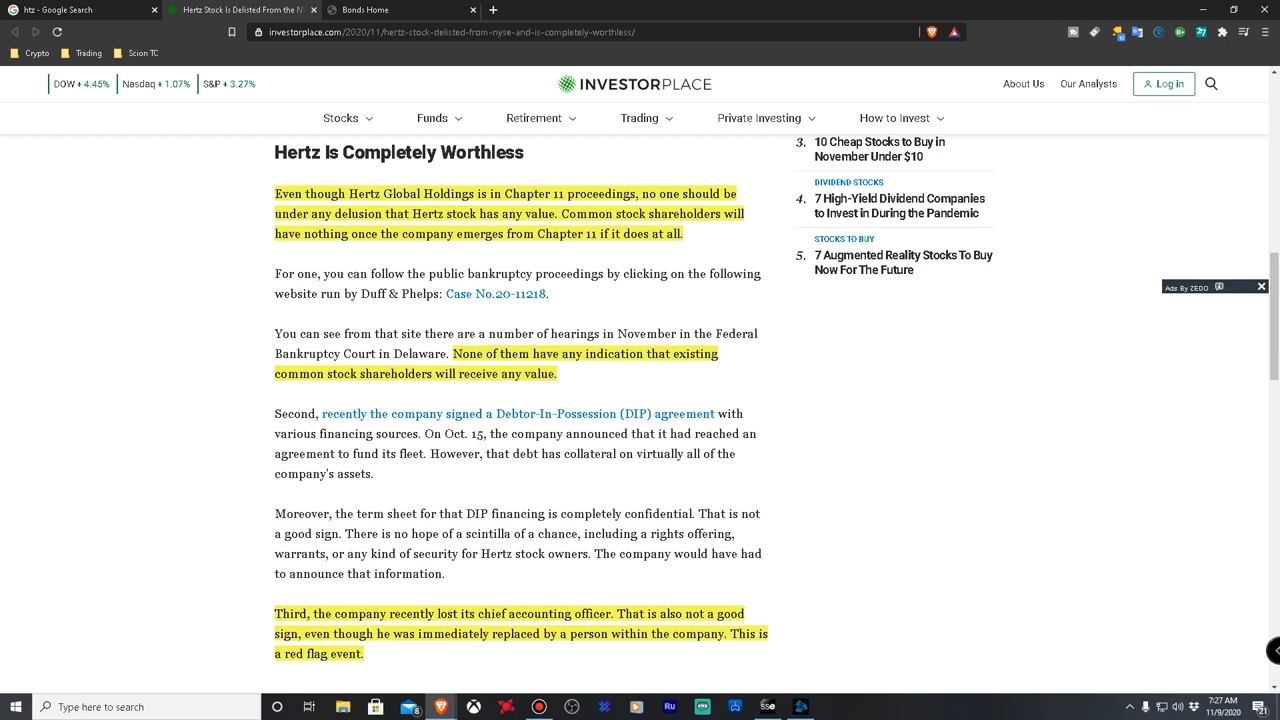 htz - Google Search
Hertz Stock Is Delisted From the N
Bonds Home
investorplace.com/2020/11/hertz-stock-delisted-from-nyse-and-is-completely-worthless/
Crypto
Trading
Scion TC
DOW + 4.45%
Nasdaq + 1.07%
S&P + 3.27%
INVESTORPLACE
About Us
Our Analysts
Log in
Stocks
Funds
Retirement
Trading
Private Investing
How to Invest
Hertz Is Completely Worthless
Even though Hertz Global Holdings is in Chapter 11 proceedings, no one should be
under any delusion that Hertz stock has any value. Common stock shareholders will
have nothing once the company emerges from Chapter 11 if it does at all.
For one, you can follow the public bankruptcy proceedings by clicking on the following
website run by Duff & Phelps: Case No.20-11218.
You can see from that site there are a number of hearings in November in the Federal
Bankruptcy Court in Delaware. None of them have any indication that existing
common stock shareholders will receive any value.
Second, recently the company signed a Debtor-In-Possession (DIP) agreement with
various financing sources. On Oct. 15, the company announced that it had reached an
agreement to fund its fleet. However, that debt has collateral on virtually all of the
company's assets.
Moreover, the term sheet for that DIP financing is completely confidential. That is not
a good sign. There is no hope of a scintilla of a chance, including a rights offering,
warrants, or any kind of security for Hertz stock owners. The company would have had
to announce that information.
Third, the company recently lost its chief accounting officer. That is also not a good
sign, even though he was immediately replaced by a person within the company. This is
a red flag event.
3. 10 Cheap Stocks to Buy in
November Under $10
DIVIDEND STOCKS
4. 7 High-Yield Dividend Companies
to Invest in During the Pandemic
STOCKS TO BUY
5. 7 Augmented Reality Stocks To Buy
Now For The Future
Ads By ZEDO
Type here to search
8
Ru
sse
7:27 AM
11/9/2020
21